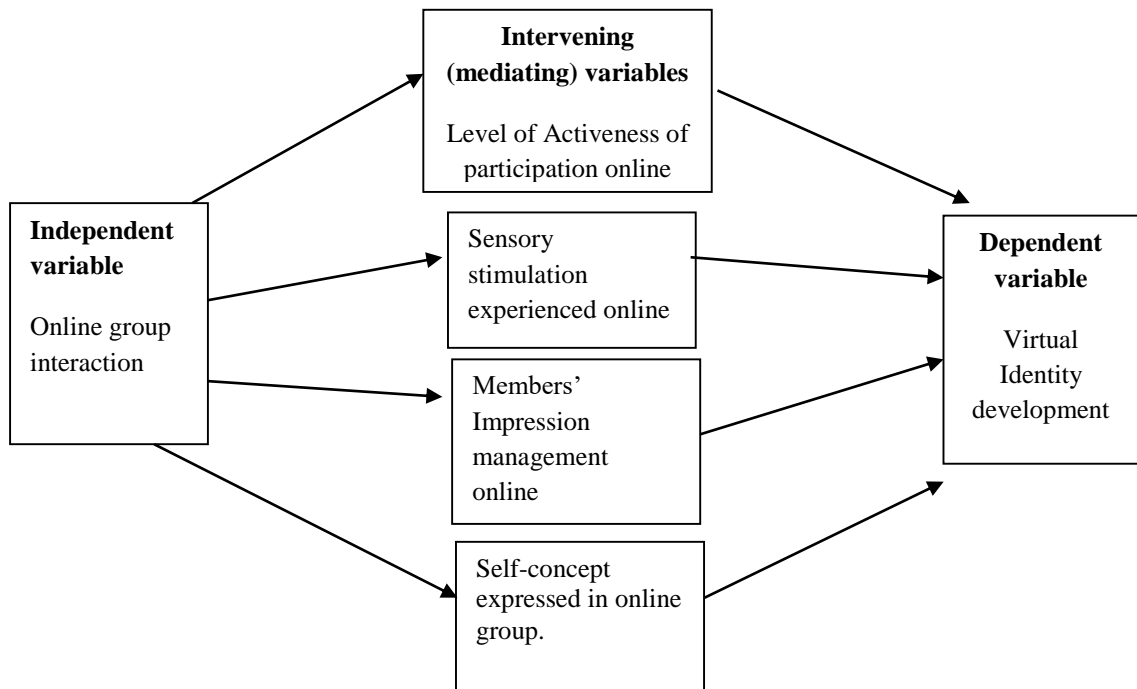 Intervening
(mediating) variables
Level of Activeness of
participation online
Independent
variable
Online group
interaction
Sensory
stimulation
experienced online
Members’
Impression
management
online
Self-concept
expressed in online
group.
Dependent
variable
Virtual
Identity
development